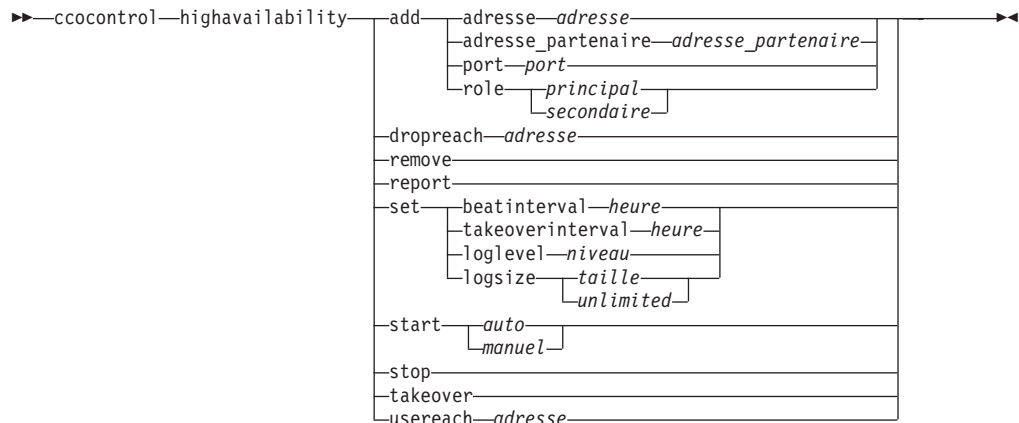 ccocontrol highavailability add adresse adresse
adresse_partenaire adresse_partenaire
port port
role principal
secondaire
dropreach adresse
remove
report
set beatinterval heure
takeoverinterval heure
loglevel niveau
logsize taille
unlimited
start auto
manuel
stop
takeover
usereach adresse